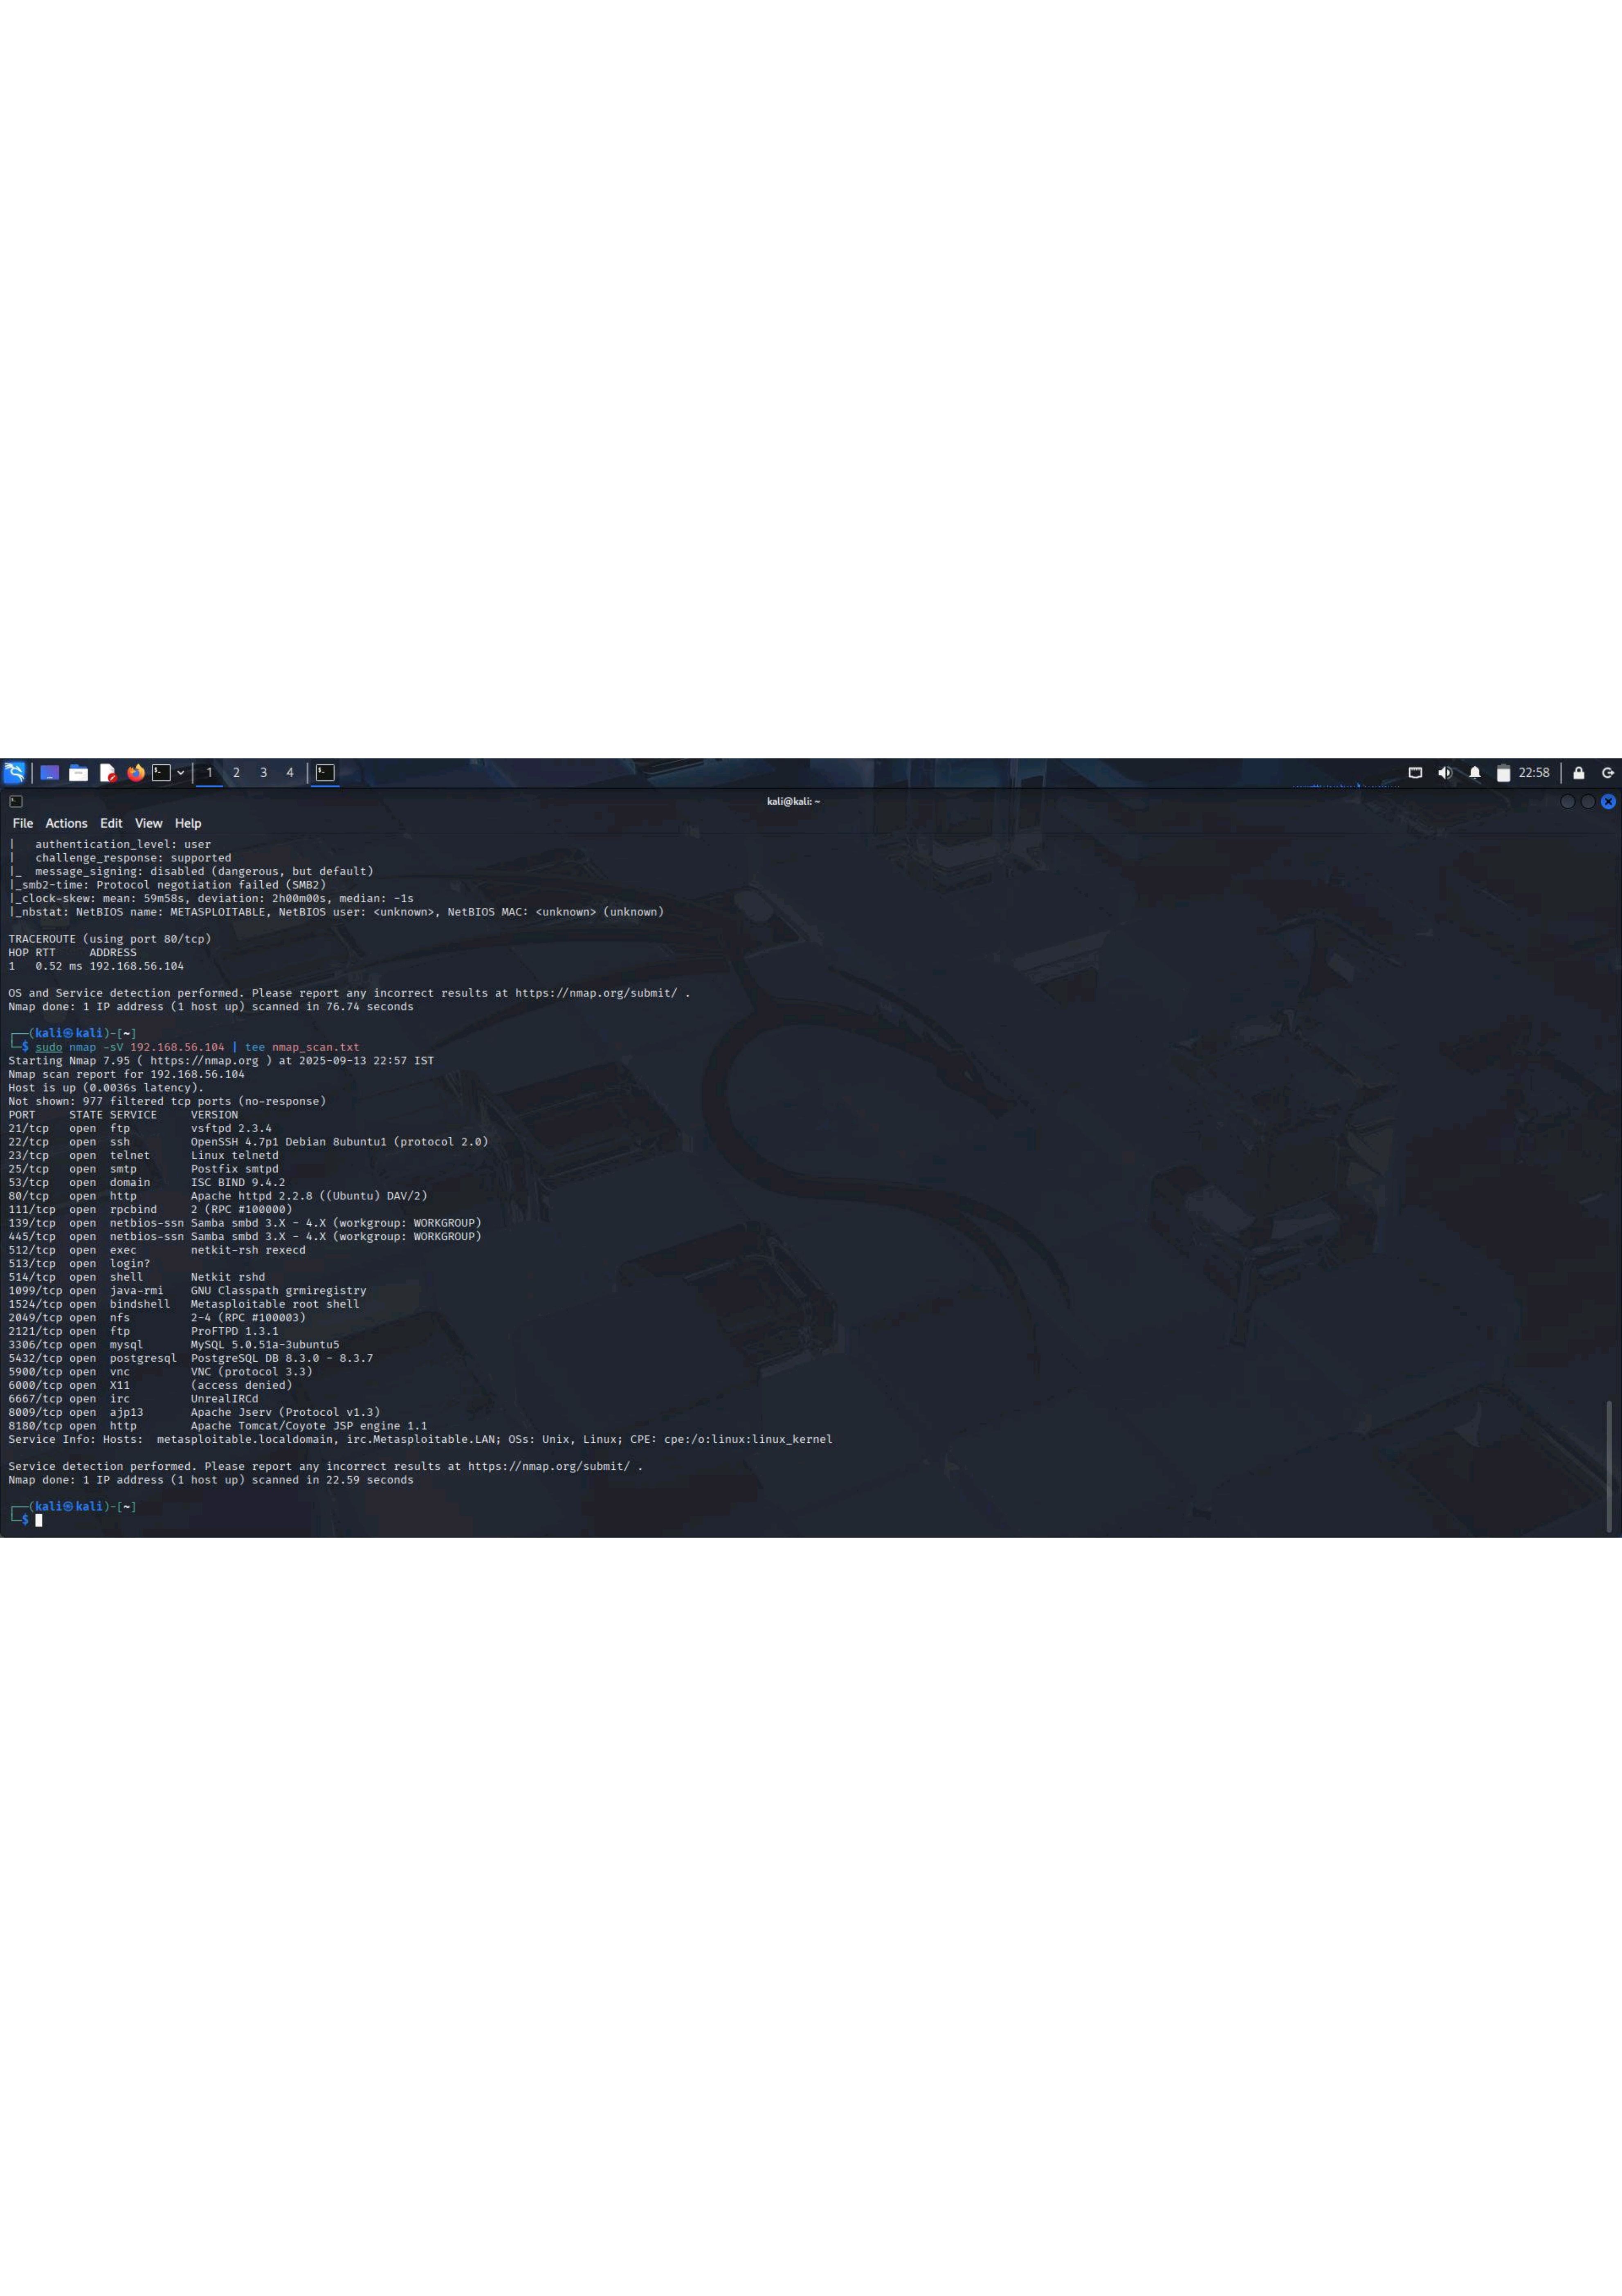 1 2 3 4 22:58
kali@kali: ~
File Actions Edit View Help
|   authentication_level: user
|   challenge_response: supported
|_  message_signing: disabled (dangerous, but default)
|_smb2-time: Protocol negotiation failed (SMB2)
|_clock-skew: mean: 59m58s, deviation: 2h00m00s, median: -1s
|_nbstat: NetBIOS name: METASPLOITABLE, NetBIOS user: <unknown>, NetBIOS MAC: <unknown> (unknown)
TRACEROUTE (using port 80/tcp)
HOP RTT     ADDRESS
1   0.52 ms 192.168.56.104
OS and Service detection performed. Please report any incorrect results at https://nmap.org/submit/ .
Nmap done: 1 IP address (1 host up) scanned in 76.74 seconds
┌──(kali㉿kali)-[~]
└─$ sudo nmap -sV 192.168.56.104 | tee nmap_scan.txt
Starting Nmap 7.95 ( https://nmap.org ) at 2025-09-13 22:57 IST
Nmap scan report for 192.168.56.104
Host is up (0.0036s latency).
Not shown: 977 filtered tcp ports (no-response)
PORT     STATE SERVICE     VERSION
21/tcp   open  ftp         vsftpd 2.3.4
22/tcp   open  ssh         OpenSSH 4.7p1 Debian 8ubuntu1 (protocol 2.0)
23/tcp   open  telnet      Linux telnetd
25/tcp   open  smtp        Postfix smtpd
53/tcp   open  domain      ISC BIND 9.4.2
80/tcp   open  http        Apache httpd 2.2.8 ((Ubuntu) DAV/2)
111/tcp  open  rpcbind     2 (RPC #100000)
139/tcp  open  netbios-ssn Samba smbd 3.X - 4.X (workgroup: WORKGROUP)
445/tcp  open  netbios-ssn Samba smbd 3.X - 4.X (workgroup: WORKGROUP)
512/tcp  open  exec        netkit-rsh rexecd
513/tcp  open  login?
514/tcp  open  shell       Netkit rshd
1099/tcp open  java-rmi    GNU Classpath grmiregistry
1524/tcp open  bindshell   Metasploitable root shell
2049/tcp open  nfs         2-4 (RPC #100003)
2121/tcp open  ftp         ProFTPD 1.3.1
3306/tcp open  mysql       MySQL 5.0.51a-3ubuntu5
5432/tcp open  postgresql  PostgreSQL DB 8.3.0 - 8.3.7
5900/tcp open  vnc         VNC (protocol 3.3)
6000/tcp open  X11         (access denied)
6667/tcp open  irc         UnrealIRCd
8009/tcp open  ajp13       Apache Jserv (Protocol v1.3)
8180/tcp open  http        Apache Tomcat/Coyote JSP engine 1.1
Service Info: Hosts:  metasploitable.localdomain, irc.Metasploitable.LAN; OSs: Unix, Linux; CPE: cpe:/o:linux:linux_kernel
Service detection performed. Please report any incorrect results at https://nmap.org/submit/ .
Nmap done: 1 IP address (1 host up) scanned in 22.59 seconds
┌──(kali㉿kali)-[~]
└─$